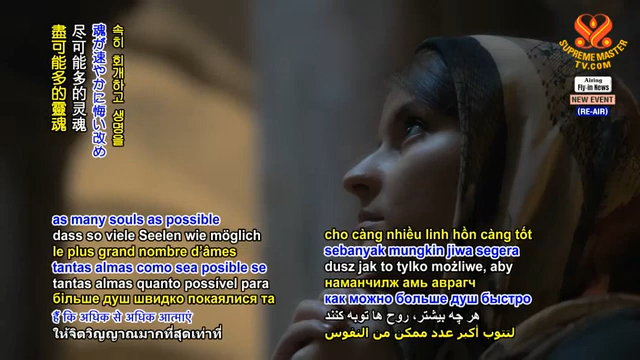 속히 회개하고 생명을
魂が速やかに悔い改め
尽可能多的灵魂
盡可能多的靈魂
SUPREME MASTER
TV.COM
Airing
Fly-in News
NEW EVENT
(RE-AIR)
as many souls as possible
dass so viele Seelen wie möglich
le plus grand nombre d'âmes
tantas almas como sea posible se
tantas almas quanto possível para
більше душ швидко покаялися та
हैं कि अधिक से अधिक आत्माएं
ให้จิตวิญญาณมากที่สุดเท่าที่
cho càng nhiều linh hồn càng tốt
sebanyak mungkin jiwa segera
dusz jak to tylko możliwe, aby
наманчилж амь аврагч
как можно больше душ быстро
هر چه بیشتر، روح ها توبه کنند
لتتوب أكبر عدد ممكن من النفوس